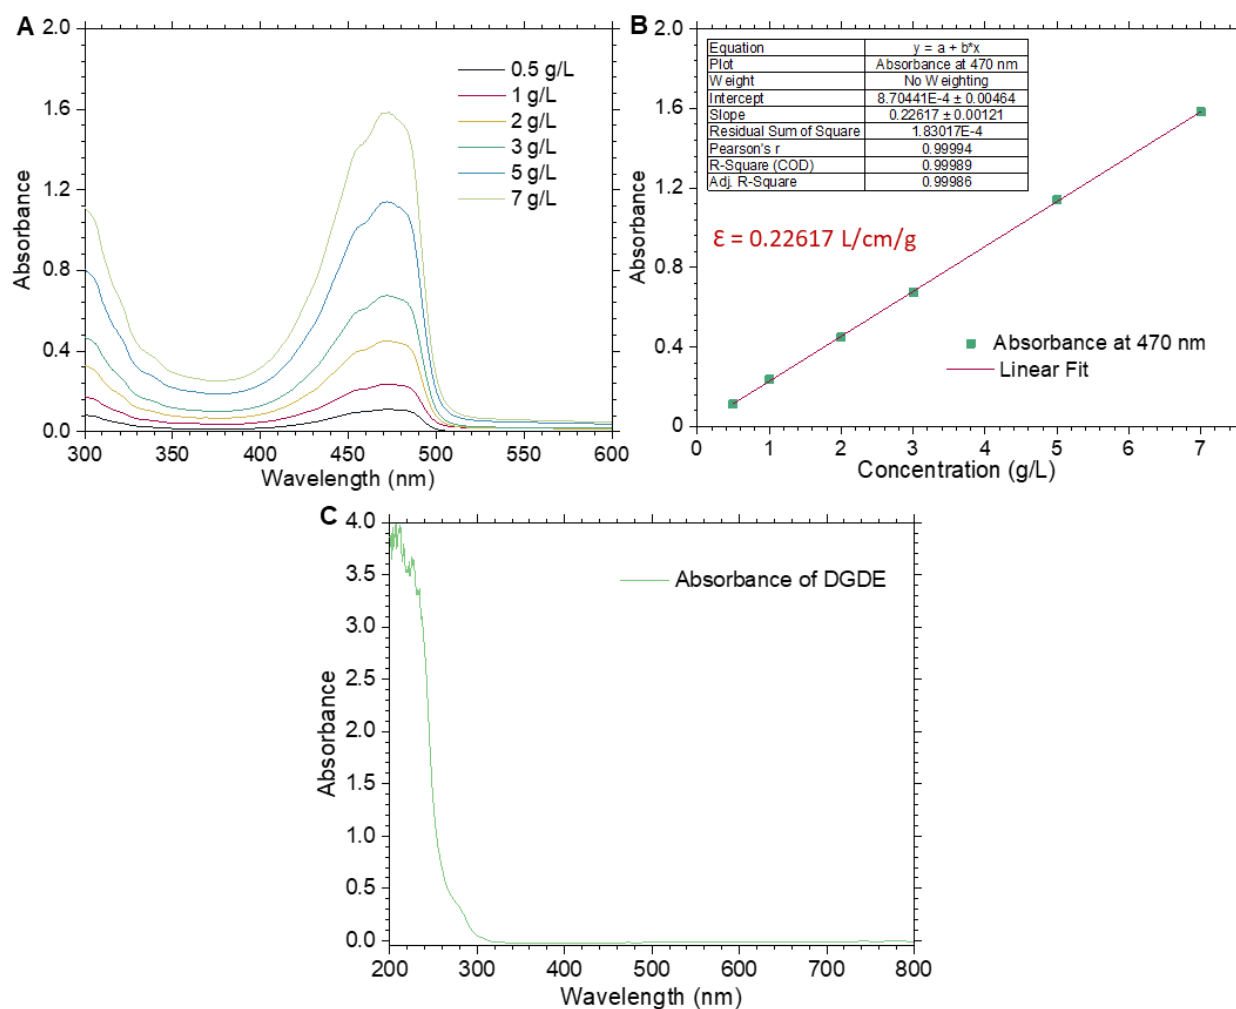 A
2.0
1.6
1.2
0.8
0.4
0.0
Absorbance
300 350 400 450 500 550 600
Wavelength (nm)
0.5 g/L
1 g/L
2 g/L
3 g/L
5 g/L
7 g/L
B
2.0
1.6
1.2
0.8
0.4
0
Absorbance
Equation y = a + b*x
Plot Absorbance at 470 nm
Weight No Weighting
Intercept 8.70441E-4 ± 0.00464
Slope 0.22617 ± 0.00121
Residual Sum of Square 1.83017E-4
Pearson's r 0.99994
R-Square (COD) 0.99989
Adj. R-Square 0.99986
Ɛ = 0.22617 L/cm/g
Absorbance at 470 nm
Linear Fit
0 1 2 3 4 5 6 7
Concentration (g/L)
C
4.0
3.5
3.0
2.5
2.0
1.5
1.0
0.5
0.0
Absorbance
Absorbance of DGDE
200 300 400 500 600 700 800
Wavelength (nm)